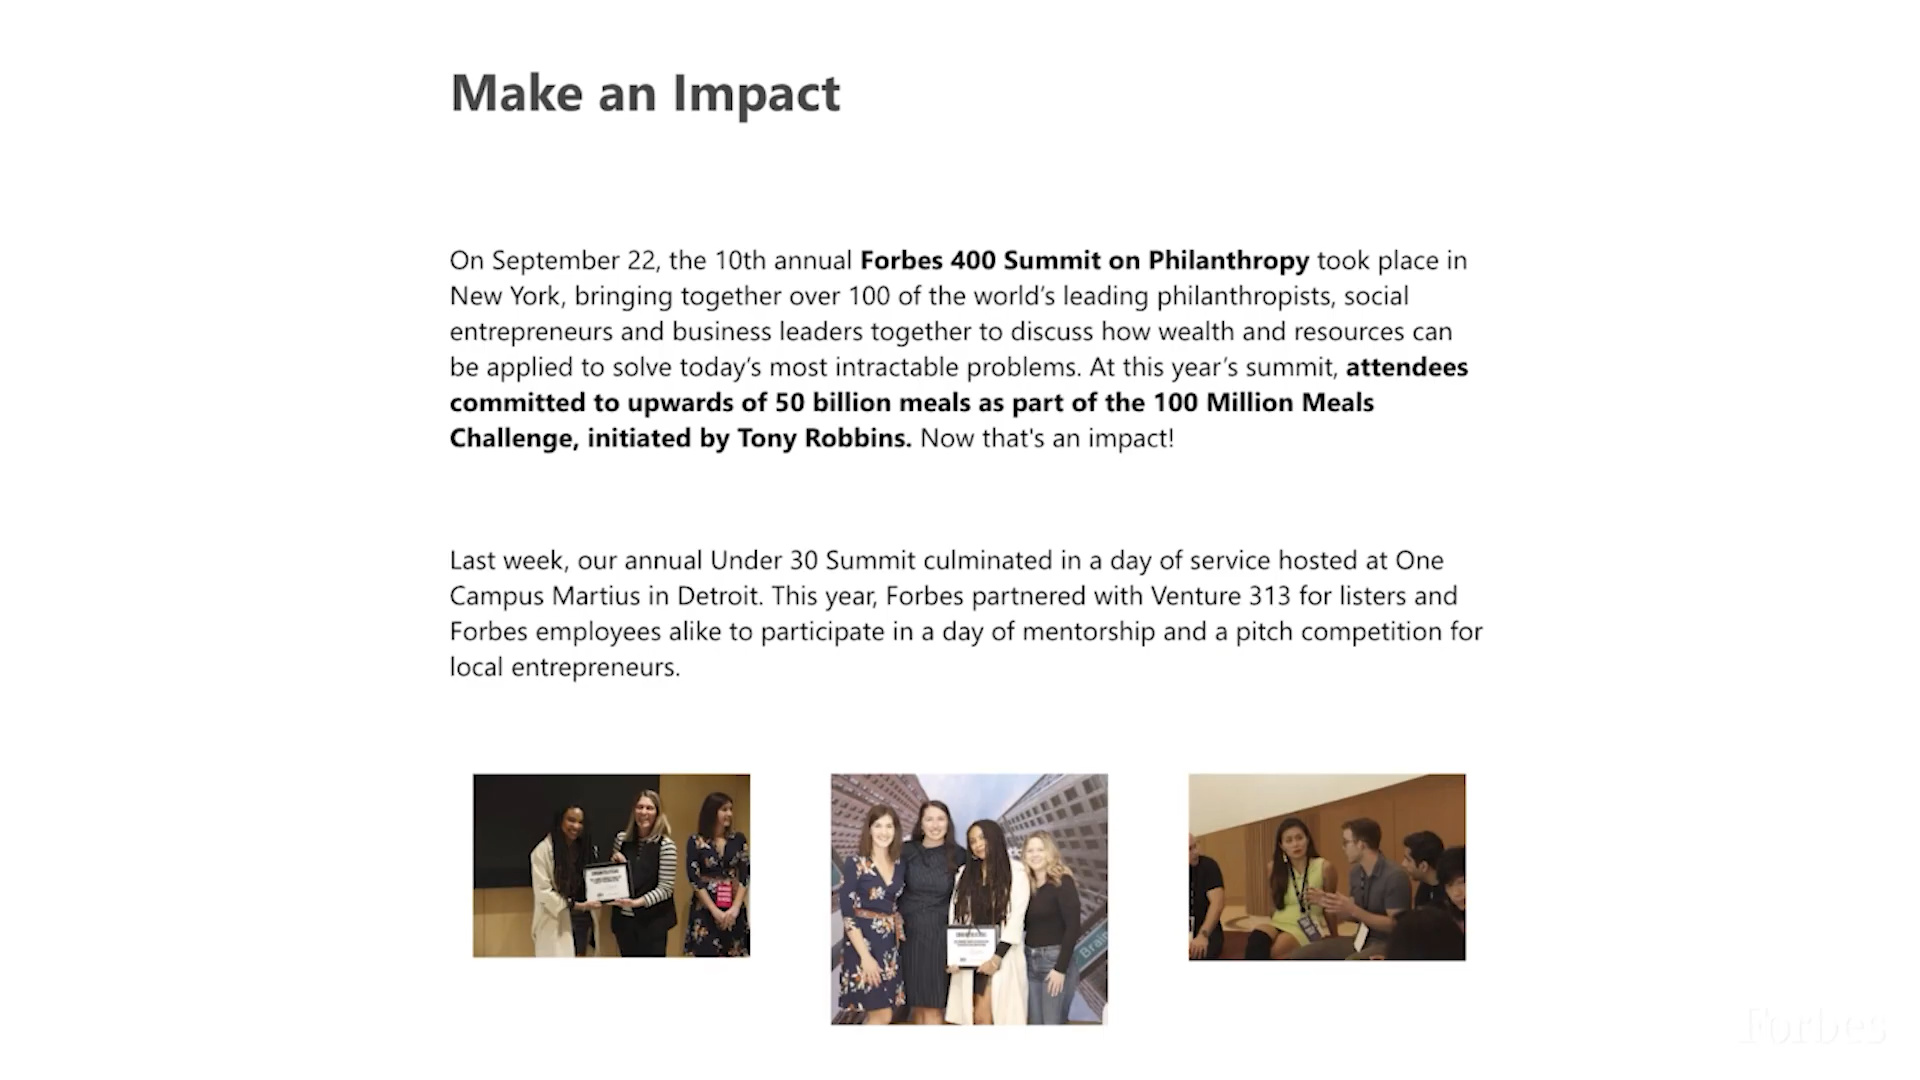 Make an Impact
On September 22, the 10th annual Forbes 400 Summit on Philanthropy took place in
New York, bringing together over 100 of the world’s leading philanthropists, social
entrepreneurs and business leaders together to discuss how wealth and resources can
be applied to solve today’s most intractable problems. At this year’s summit, attendees
committed to upwards of 50 billion meals as part of the 100 Million Meals
Challenge, initiated by Tony Robbins. Now that's an impact!
Last week, our annual Under 30 Summit culminated in a day of service hosted at One
Campus Martius in Detroit. This year, Forbes partnered with Venture 313 for listers and
Forbes employees alike to participate in a day of mentorship and a pitch competition for
local entrepreneurs.
Forbes